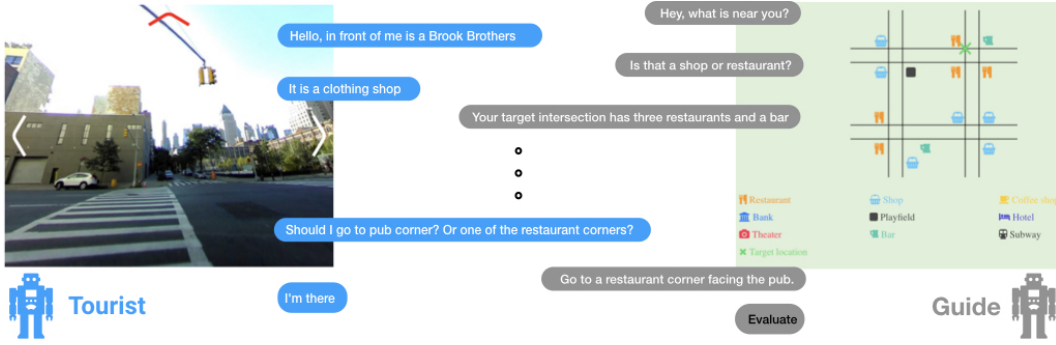 Hey, what is near you?
Hello, in front of me is a Brook Brothers
Is that a shop or restaurant?
It is a clothing shop
Your target intersection has three restaurants and a bar
Should I go to pub corner? Or one of the restaurant corners?
Go to a restaurant corner facing the pub.
I'm there
Evaluate
Tourist
Guide
Restaurant
Shop
Coffee shop
Bank
Playfield
Hotel
Theater
Bar
Subway
Target location